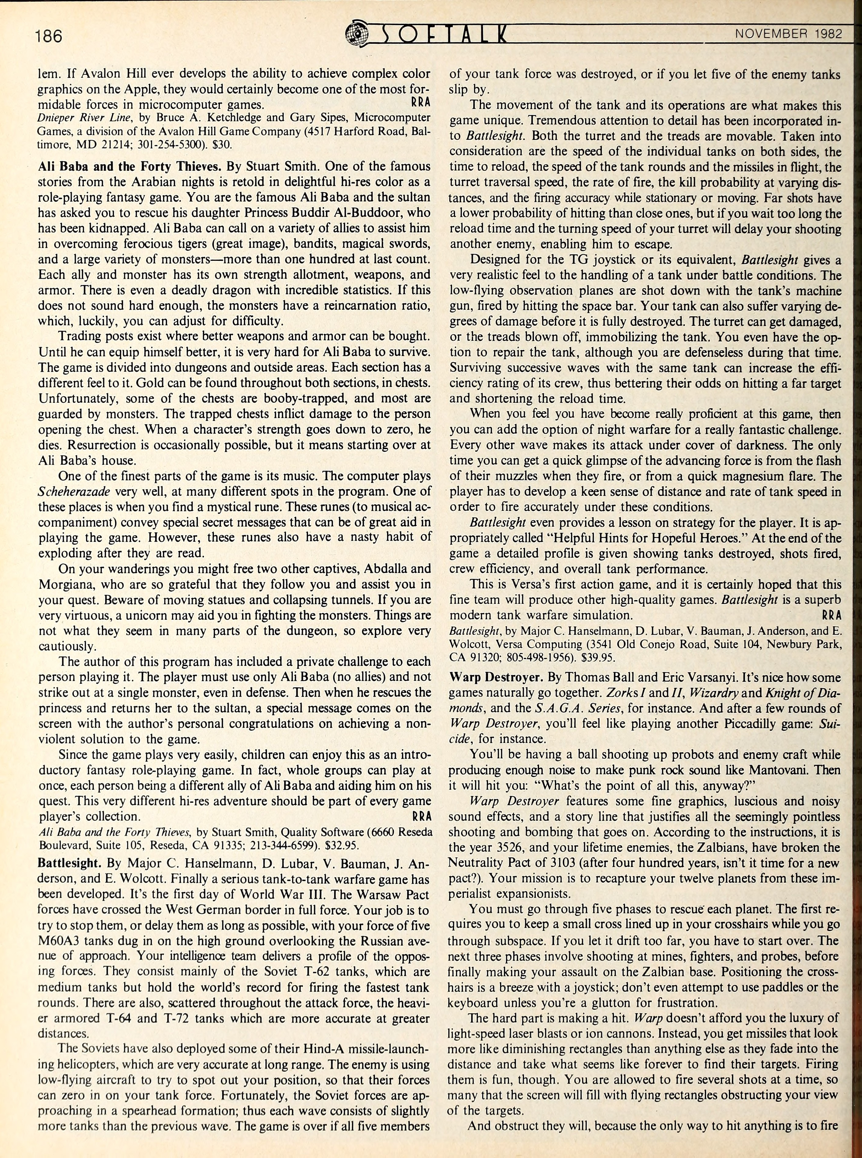 186
SOFTALK
NOVEMBER 1982
lem. If Avalon Hill ever develops the ability to achieve complex color
graphics on the Apple, they would certainly become one of the most for-
midable forces in microcomputer games. RRA
Dnieper River Line, by Bruce A. Ketchledge and Gary Sipes, Microcomputer
Games, a division of the Avalon Hill Game Company (4517 Harford Road, Bal-
timore, MD 21214; 301-254-5300). $30.
Ali Baba and the Forty Thieves. By Stuart Smith. One of the famous
stories from the Arabian nights is retold in delightful hi-res color as a
role-playing fantasy game. You are the famous Ali Baba and the sultan
has asked you to rescue his daughter Princess Buddir Al-Buddoor, who
has been kidnapped. Ali Baba can call on a variety of allies to assist him
in overcoming ferocious tigers (great image), bandits, magical swords,
and a large variety of monsters—more than one hundred at last count.
Each ally and monster has its own strength allotment, weapons, and
armor. There is even a deadly dragon with incredible statistics. If this
does not sound hard enough, the monsters have a reincarnation ratio,
which, luckily, you can adjust for difficulty.
Trading posts exist where better weapons and armor can be bought.
Until he can equip himself better, it is very hard for Ali Baba to survive.
The game is divided into dungeons and outside areas. Each section has a
different feel to it. Gold can be found throughout both sections, in chests.
Unfortunately, some of the chests are booby-trapped, and most are
guarded by monsters. The trapped chests inflict damage to the person
opening the chest. When a character's strength goes down to zero, he
dies. Resurrection is occasionally possible, but it means starting over at
Ali Baba's house.
One of the finest parts of the game is its music. The computer plays
Scheherazade very well, at many different spots in the program. One of
these places is when you find a mystical rune. These runes (to musical ac-
companiment) convey special secret messages that can be of great aid in
playing the game. However, these runes also have a nasty habit of
exploding after they are read.
On your wanderings you might free two other captives, Abdalla and
Morgiana, who are so grateful that they follow you and assist you in
your quest. Beware of moving statues and collapsing tunnels. If you are
very virtuous, a unicorn may aid you in fighting the monsters. Things are
not what they seem in many parts of the dungeon, so explore very
cautiously.
The author of this program has included a private challenge to each
person playing it. The player must use only Ali Baba (no allies) and not
strike out at a single monster, even in defense. Then when he rescues the
princess and returns her to the sultan, a special message comes on the
screen with the author's personal congratulations on achieving a non-
violent solution to the game.
Since the game plays very easily, children can enjoy this as an intro-
ductory fantasy role-playing game. In fact, whole groups can play at
once, each person being a different ally of Ali Baba and aiding him on his
quest. This very different hi-res adventure should be part of every game
player's collection. RRA
Ali Baba and the Forty Thieves, by Stuart Smith, Quality Software (6660 Reseda
Boulevard, Suite 105, Reseda, CA 91335; 213-344-6599). $32.95.
Battlesight. By Major C. Hanselmann, D. Lubar, V. Bauman, J. An-
derson, and E. Wolcott. Finally a serious tank-to-tank warfare game has
been developed. It's the first day of World War III. The Warsaw Pact
forces have crossed the West German border in full force. Your job is to
try to stop them, or delay them as long as possible, with your force of five
M60A3 tanks dug in on the high ground overlooking the Russian ave-
nue of approach. Your intelligence team delivers a profile of the oppos-
ing forces. They consist mainly of the Soviet T-62 tanks, which are
medium tanks but hold the world's record for firing the fastest tank
rounds. There are also, scattered throughout the attack force, the heavi-
er armored T-64 and T-72 tanks which are more accurate at greater
distances.
The Soviets have also deployed some of their Hind-A missile-launch-
ing helicopters, which are very accurate at long range. The enemy is using
low-flying aircraft to try to spot out your position, so that their forces
can zero in on your tank force. Fortunately, the Soviet forces are ap-
proaching in a spearhead formation; thus each wave consists of slightly
more tanks than the previous wave. The game is over if all five members
of your tank force was destroyed, or if you let five of the enemy tanks
slip by.
The movement of the tank and its operations are what makes this
game unique. Tremendous attention to detail has been incorporated in-
to Battlesight. Both the turret and the treads are movable. Taken into
consideration are the speed of the individual tanks on both sides, the
time to reload, the speed of the tank rounds and the missiles in flight, the
turret traversal speed, the rate of fire, the kill probability at varying dis-
tances, and the firing accuracy while stationary or moving. Far shots have
a lower probability of hitting than close ones, but if you wait too long the
reload time and the turning speed of your turret will delay your shooting
another enemy, enabling him to escape.
Designed for the TG joystick or its equivalent, Battlesight gives a
very realistic feel to the handling of a tank under battle conditions. The
low-flying observation planes are shot down with the tank's machine
gun, fired by hitting the space bar. Your tank can also suffer varying de-
grees of damage before it is fully destroyed. The turret can get damaged,
or the treads blown off, immobilizing the tank. You even have the op-
tion to repair the tank, although you are defenseless during that time.
Surviving successive waves with the same tank can increase the effi-
ciency rating of its crew, thus bettering their odds on hitting a far target
and shortening the reload time.
When you feel you have become really proficient at this game, then
you can add the option of night warfare for a really fantastic challenge.
Every other wave makes its attack under cover of darkness. The only
time you can get a quick glimpse of the advancing force is from the flash
of their muzzles when they fire, or from a quick magnesium flare. The
player has to develop a keen sense of distance and rate of tank speed in
order to fire accurately under these conditions.
Battlesight even provides a lesson on strategy for the player. It is ap-
propriately called "Helpful Hints for Hopeful Heroes." At the end of the
game a detailed profile is given showing tanks destroyed, shots fired,
crew efficiency, and overall tank performance.
This is Versa's first action game, and it is certainly hoped that this
fine team will produce other high-quality games. Battlesight is a superb
modern tank warfare simulation. RRA
Battlesight, by Major C. Hanselmann, D. Lubar, V. Bauman, J. Anderson, and E.
Wolcott, Versa Computing (3541 Old Conejo Road, Suite 104, Newbury Park,
CA 91320; 805-498-1956). $39.95.
Warp Destroyer. By Thomas Ball and Eric Varsanyi. It's nice how some
games naturally go together. Zorks I and II, Wizardry and Knight of Dia-
monds, and the S.A.G.A. Series, for instance. And after a few rounds of
Warp Destroyer, you'll feel like playing another Piccadilly game: Sui-
cide, for instance.
You'll be having a ball shooting up probots and enemy craft while
producing enough noise to make punk rock sound like Mantovani. Then
it will hit you: "What's the point of all this, anyway?"
Warp Destroyer features some fine graphics, luscious and noisy
sound effects, and a story line that justifies all the seemingly pointless
shooting and bombing that goes on. According to the instructions, it is
the year 3526, and your lifetime enemies, the Zalbians, have broken the
Neutrality Pact of 3103 (after four hundred years, isn't it time for a new
pact?). Your mission is to recapture your twelve planets from these im-
perialist expansionists.
You must go through five phases to rescue each planet. The first re-
quires you to keep a small cross lined up in your crosshairs while you go
through subspace. If you let it drift too far, you have to start over. The
next three phases involve shooting at mines, fighters, and probes, before
finally making your assault on the Zalbian base. Positioning the cross-
hairs is a breeze with a joystick; don't even attempt to use paddles or the
keyboard unless you're a glutton for frustration.
The hard part is making a hit. Warp doesn't afford you the luxury of
light-speed laser blasts or ion cannons. Instead, you get missiles that look
more like diminishing rectangles than anything else as they fade into the
distance and take what seems like forever to find their targets. Firing
them is fun, though. You are allowed to fire several shots at a time, so
many that the screen will fill with flying rectangles obstructing your view
of the targets.
And obstruct they will, because the only way to hit anything is to fire